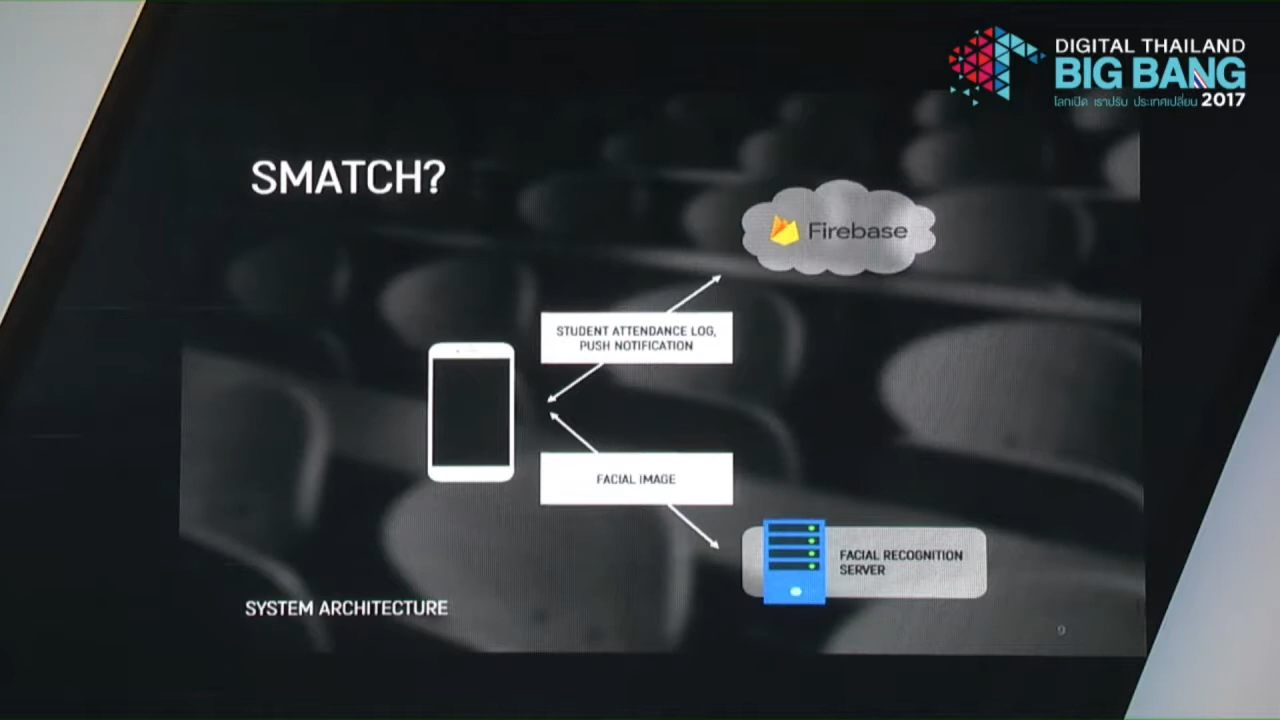 DIGITAL THAILAND
BIG BANG
โลกเปิด เราปรับ ประเทศเปลี่ยน 2017
SMATCH?
Firebase
STUDENT ATTENDANCE LOG,
PUSH NOTIFICATION
FACIAL IMAGE
FACIAL RECOGNITION
SERVER
SYSTEM ARCHITECTURE
9